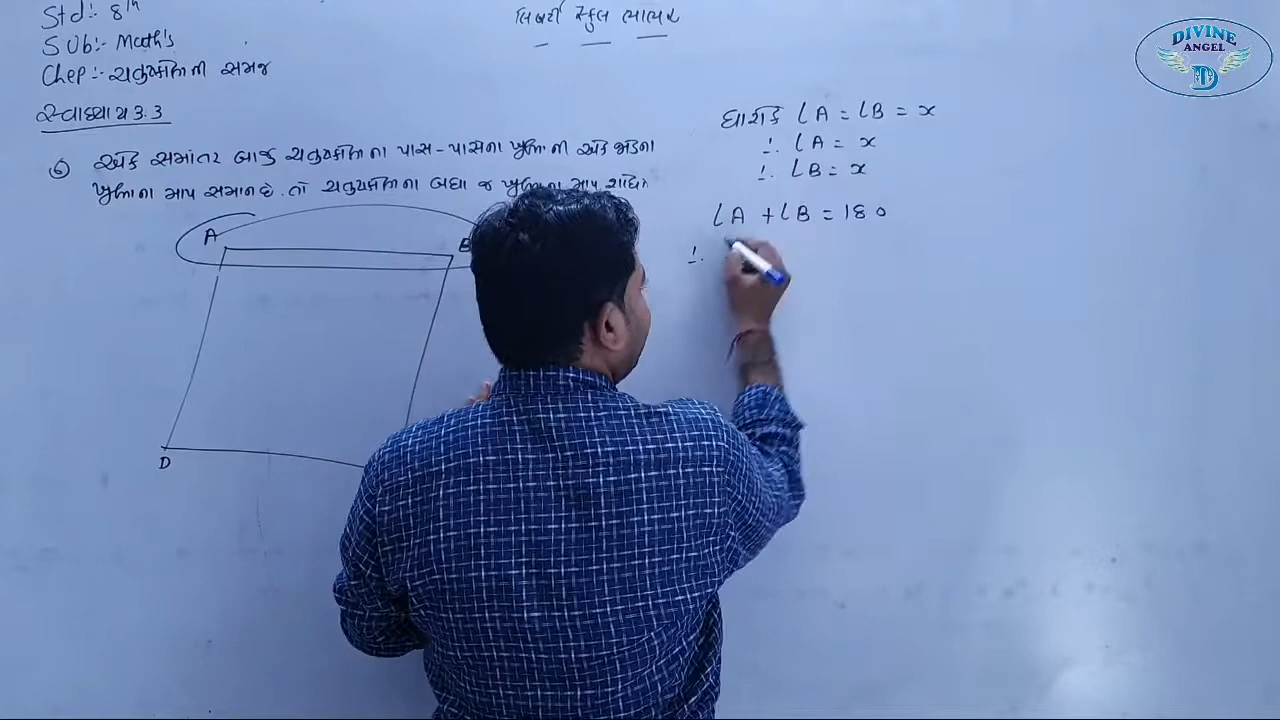 Std :- 8th
Sub:- Math's
Chep :- ચતુષ્કોણની સમજ
લિબર્ટી સ્કુલ ભાભર
DIVINE
ANGEL
D
સ્વાધ્યાય 3.3
6 એક સમાંતર બાજુ ચતુષ્કોણના પાસ-પાસેના ખૂણાની એક જોડના
ખૂણાના માપ સમાન છે. તો ચતુષ્કોણના બધા જ ખૂણાના માપ શોધો
A B
D
ધારોકે ∠A = ∠B = x
∴ ∠A = x
∴ ∠B = x
∠A + ∠B = 180
∴